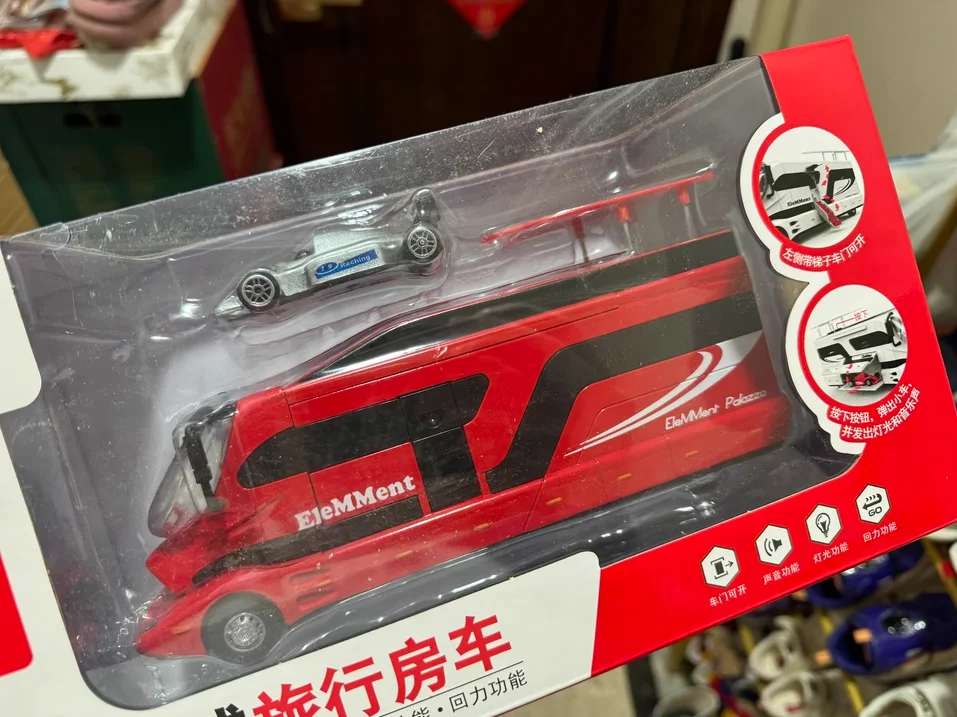 T 9 Raching
EleMMent
左侧带梯子车门可开
EleMMent Palazzo
EleMMent
按下
按下按钮，弹出小车，
并发出灯光和音乐声
GO
车门可开
声音功能
灯光功能
回力功能
旅行房车
能·回力功能